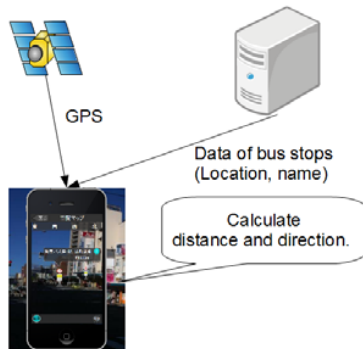 GPS
Data of bus stops
(Location, name)
Calculate
distance and direction.